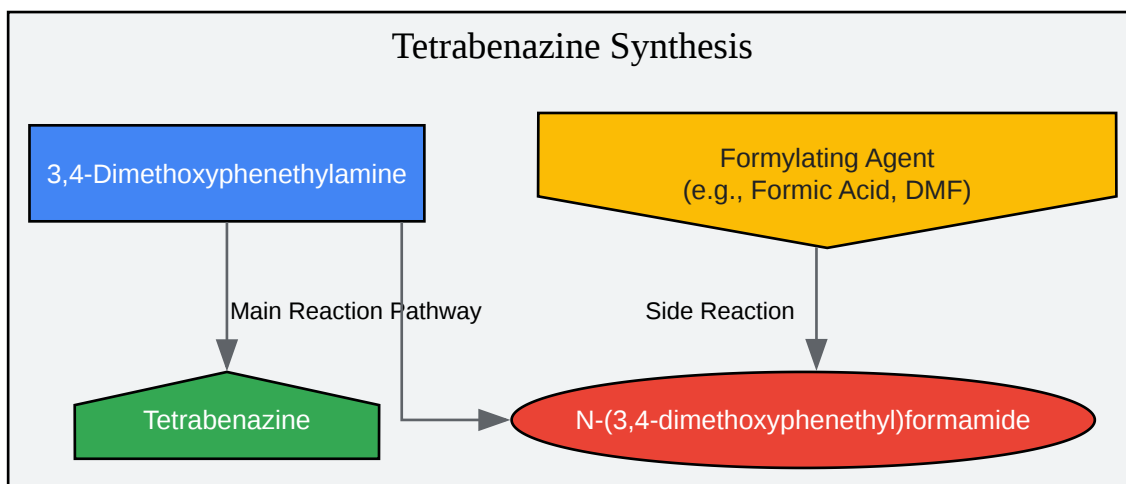 Tetrabenazine Synthesis
3,4-Dimethoxyphenethylamine
Formylating Agent
(e.g., Formic Acid, DMF)
Main Reaction Pathway
Side Reaction
Tetrabenazine
N-(3,4-dimethoxyphenethyl)formamide